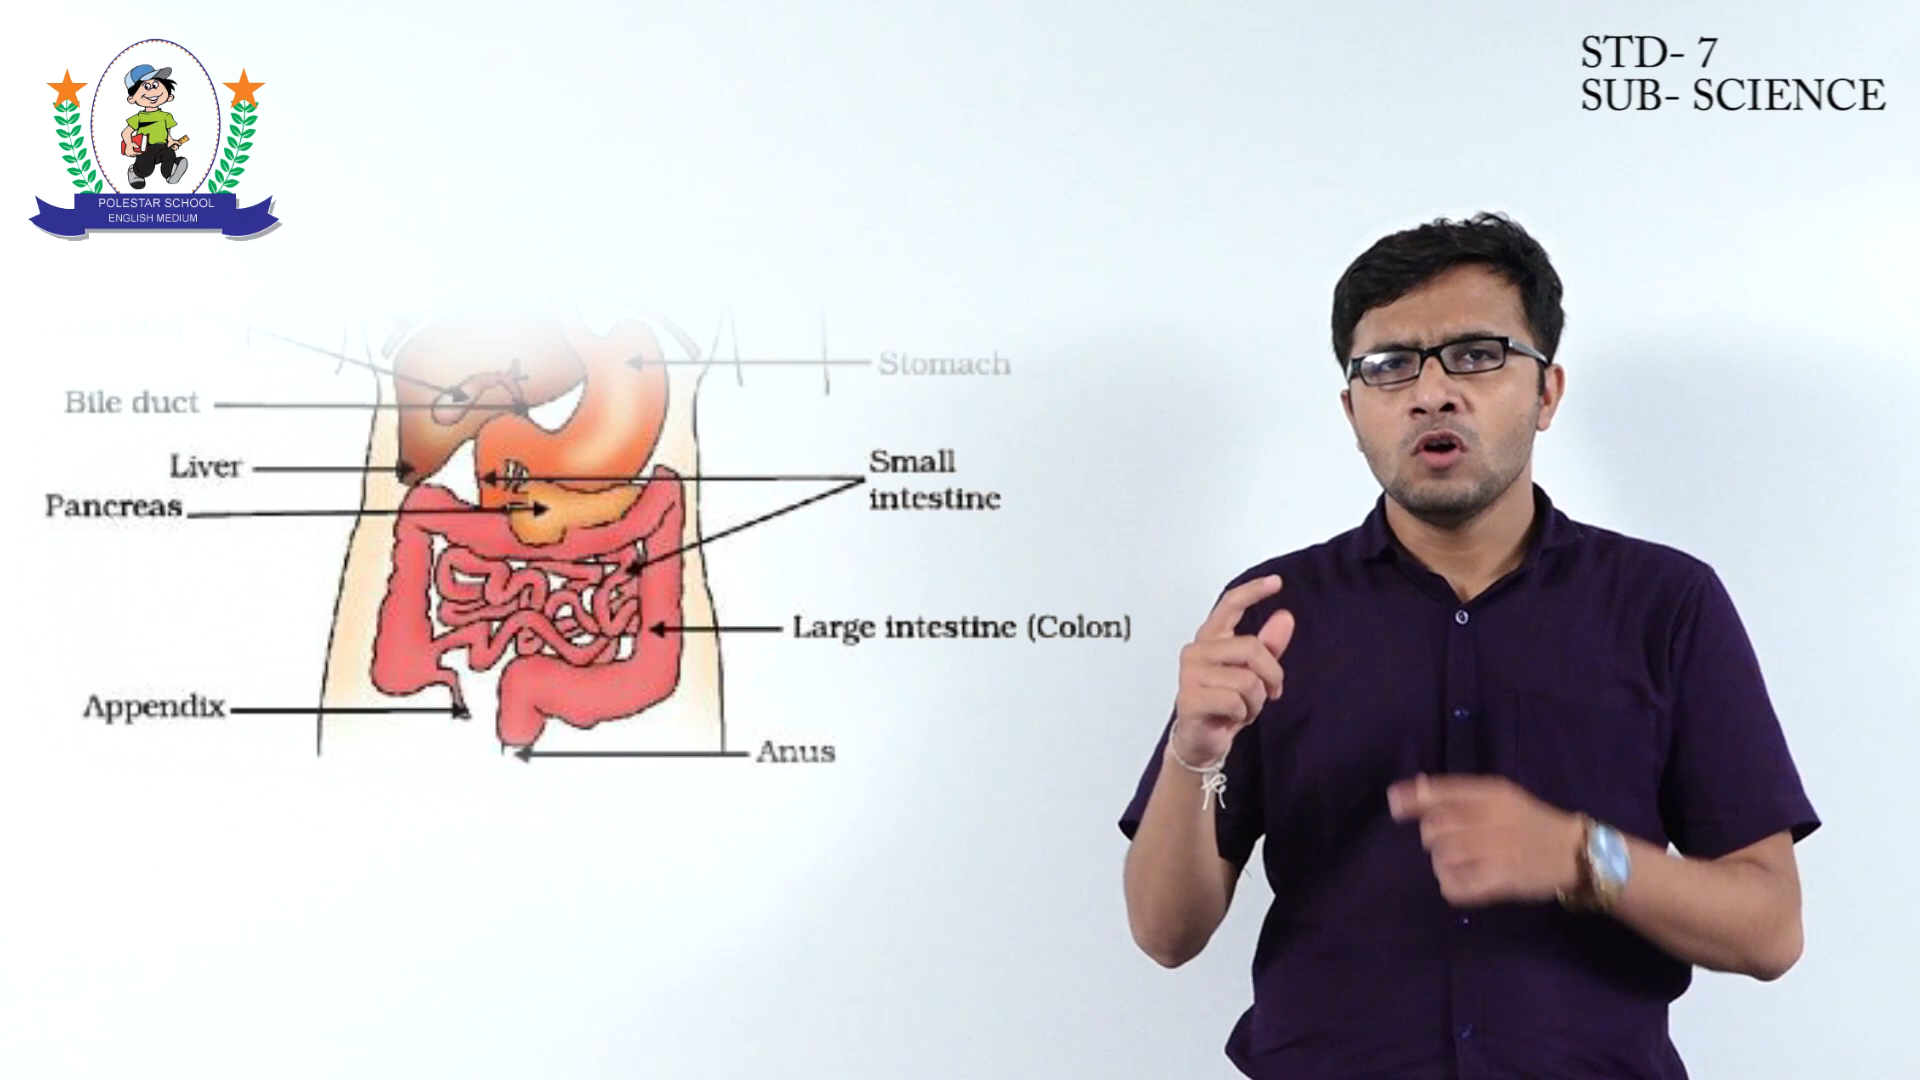 STD- 7
SUB- SCIENCE
POLESTAR SCHOOL
ENGLISH MEDIUM
Stomach
Bile duct
Liver
Small
intestine
Pancreas
Large intestine (Colon)
Appendix
Anus